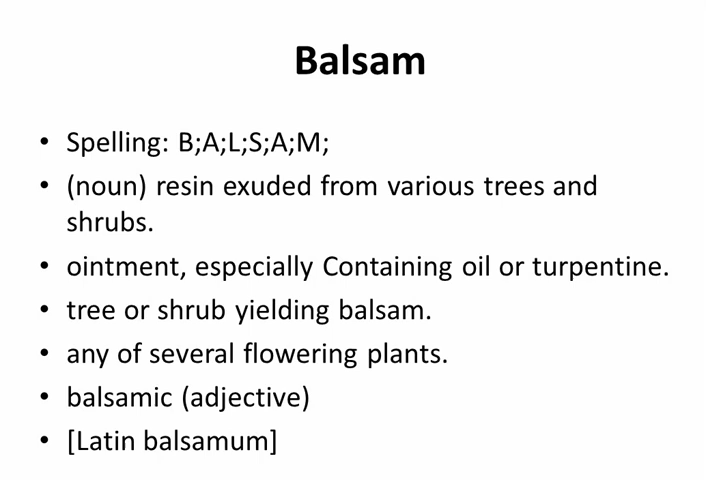 Balsam
• Spelling: B;A;L;S;A;M;
• (noun) resin exuded from various trees and
shrubs.
• ointment, especially Containing oil or turpentine.
• tree or shrub yielding balsam.
• any of several flowering plants.
• balsamic (adjective)
• [Latin balsamum]